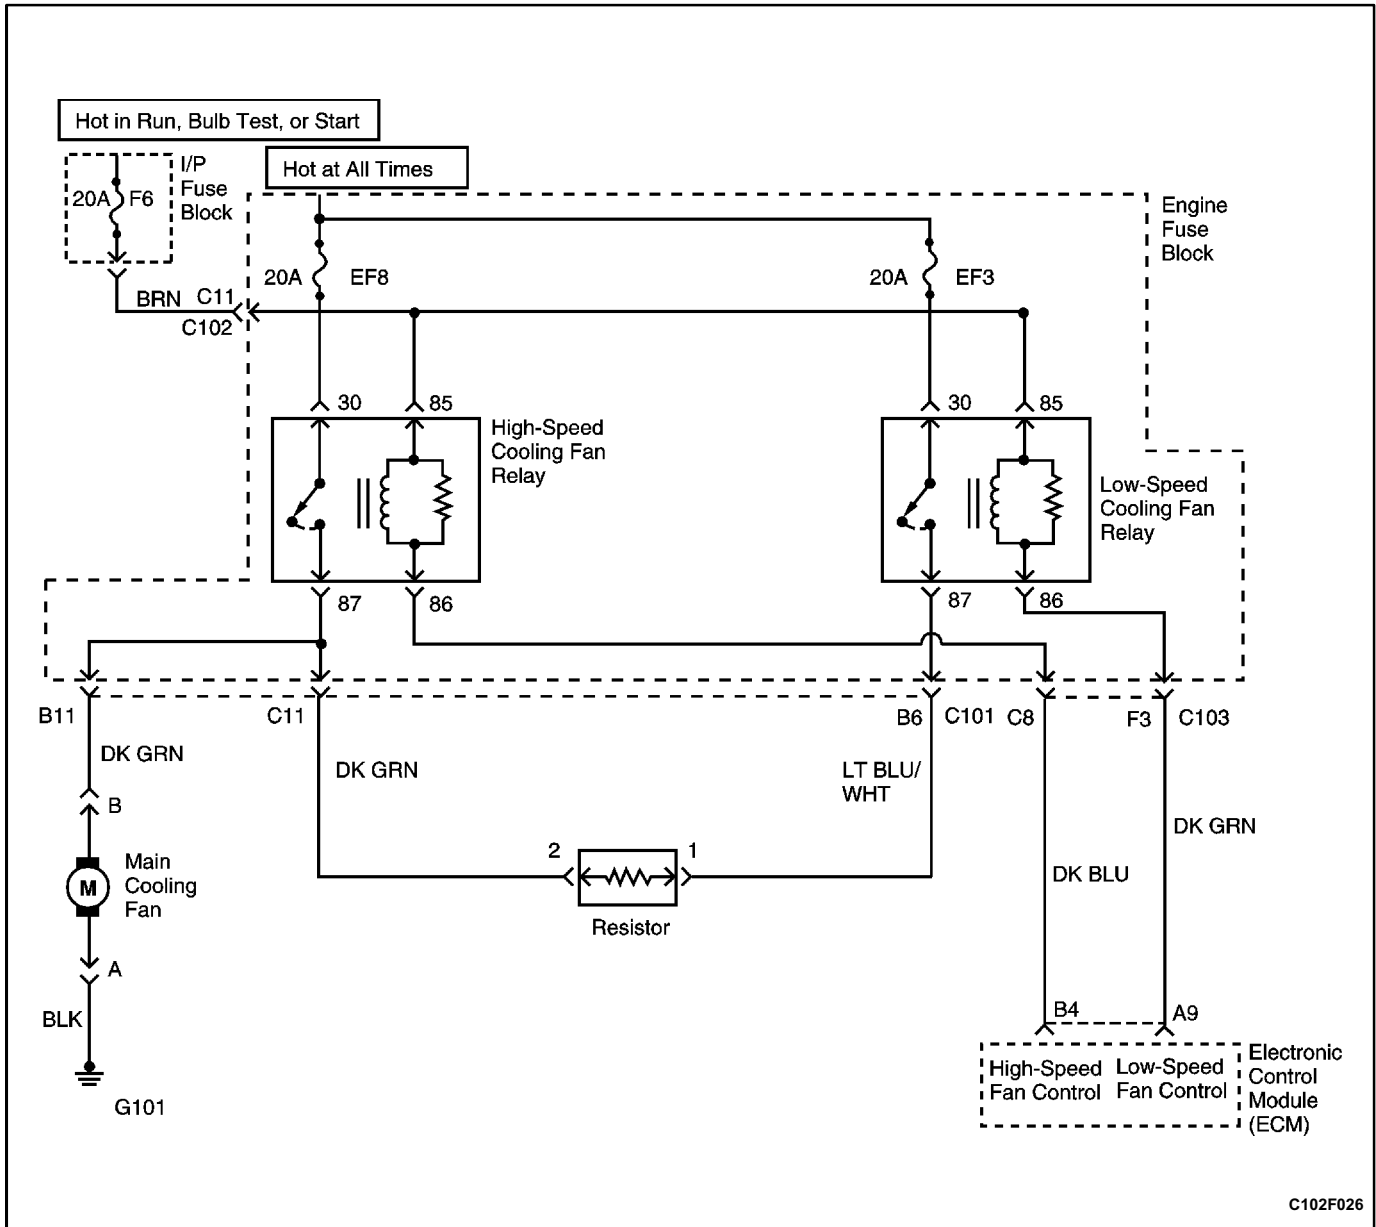 Hot in Run, Bulb Test, or Start
Hot at All Times
I/P
Fuse
Block
20A F6
Engine
Fuse
Block
20A EF8
20A EF3
BRN C11
C102
30 85
30 85
High-Speed
Cooling Fan
Relay
Low-Speed
Cooling Fan
Relay
87 86
87 86
B11
C11
B6 C101 C8
F3 C103
DK GRN
DK GRN
LT BLU/
WHT
B
DK GRN
Main
Cooling
Fan
M
2 1
Resistor
DK BLU
A
BLK
G101
B4 A9
High-Speed
Fan Control
Low-Speed
Fan Control
Electronic
Control
Module
(ECM)
C102F026